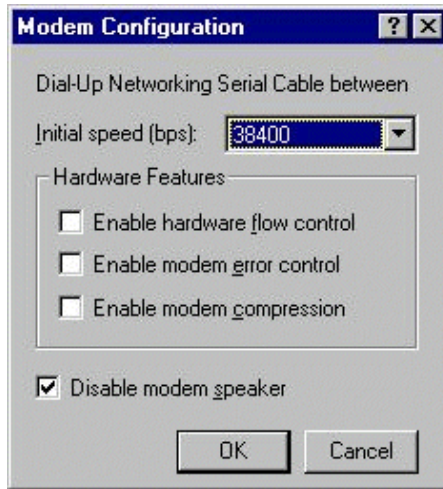 Modem Configuration
Dial-Up Networking Serial Cable between
Initial speed (bps): 38400
Hardware Features
Enable hardware flow control
Enable modem error control
Enable modem compression
Disable modem speaker
OK Cancel